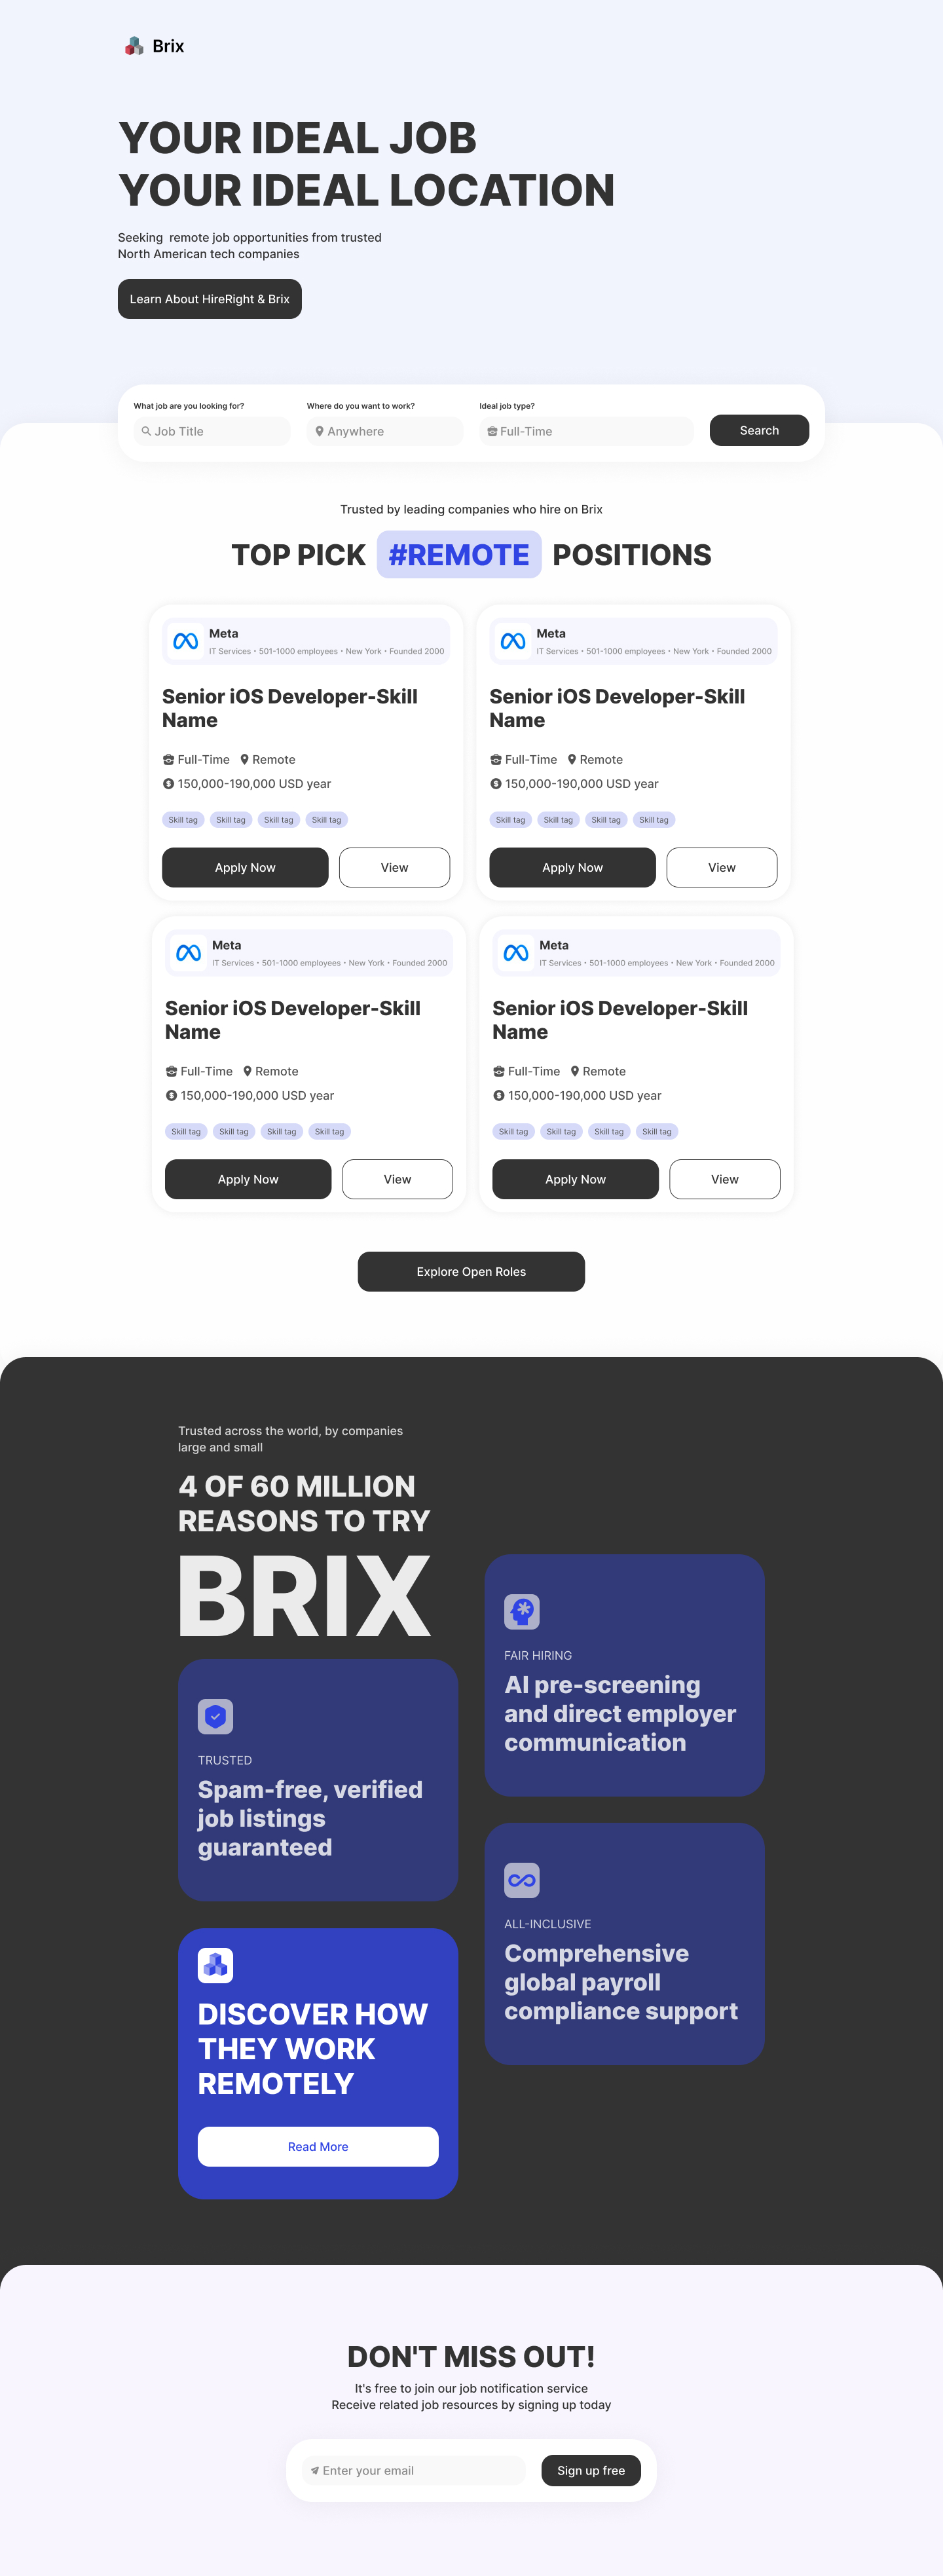 Brix
YOUR IDEAL JOB
YOUR IDEAL LOCATION
Seeking  remote job opportunities from trusted
North American tech companies
Learn About HireRight & Brix
What job are you looking for?
Job Title
Where do you want to work?
Anywhere
Ideal job type?
Full-Time
Search
Trusted by leading companies who hire on Brix
TOP PICK #REMOTE POSITIONS
Meta
IT Services • 501-1000 employees • New York • Founded 2000
Senior iOS Developer-Skill
Name
Full-Time Remote
150,000-190,000 USD year
Skill tag Skill tag Skill tag Skill tag
Apply Now View
Meta
IT Services • 501-1000 employees • New York • Founded 2000
Senior iOS Developer-Skill
Name
Full-Time Remote
150,000-190,000 USD year
Skill tag Skill tag Skill tag Skill tag
Apply Now View
Meta
IT Services • 501-1000 employees • New York • Founded 2000
Senior iOS Developer-Skill
Name
Full-Time Remote
150,000-190,000 USD year
Skill tag Skill tag Skill tag Skill tag
Apply Now View
Meta
IT Services • 501-1000 employees • New York • Founded 2000
Senior iOS Developer-Skill
Name
Full-Time Remote
150,000-190,000 USD year
Skill tag Skill tag Skill tag Skill tag
Apply Now View
Explore Open Roles
Trusted across the world, by companies
large and small
4 OF 60 MILLION
REASONS TO TRY
BRIX
TRUSTED
Spam-free, verified
job listings
guaranteed
FAIR HIRING
AI pre-screening
and direct employer
communication
ALL-INCLUSIVE
Comprehensive
global payroll
compliance support
DISCOVER HOW
THEY WORK
REMOTELY
Read More
DON'T MISS OUT!
It's free to join our job notification service
Receive related job resources by signing up today
Enter your email
Sign up free